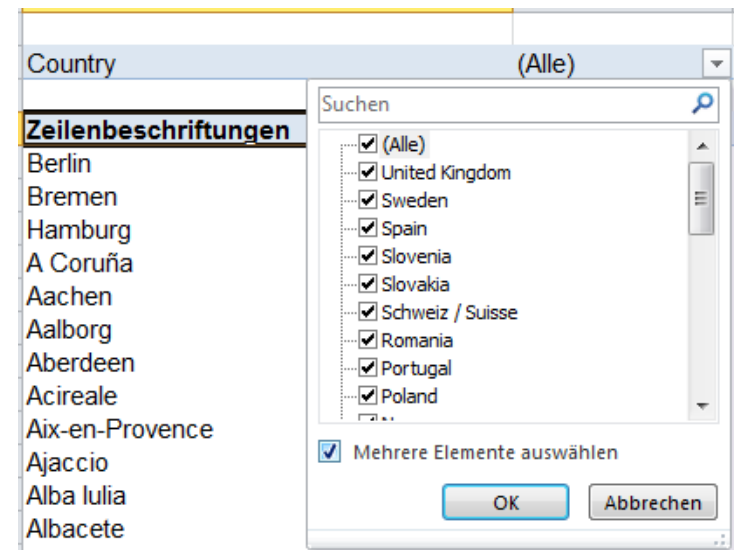 Country (Alle)
Suchen
Zeilenbeschriftungen
(Alle)
Berlin
United Kingdom
Bremen
Sweden
Hamburg
Spain
A Coruña
Slovenia
Aachen
Slovakia
Aalborg
Schweiz / Suisse
Aberdeen
Romania
Acireale
Portugal
Aix-en-Provence
Poland
Ajaccio
Mehrere Elemente auswählen
Alba Iulia
OK Abbrechen
Albacete